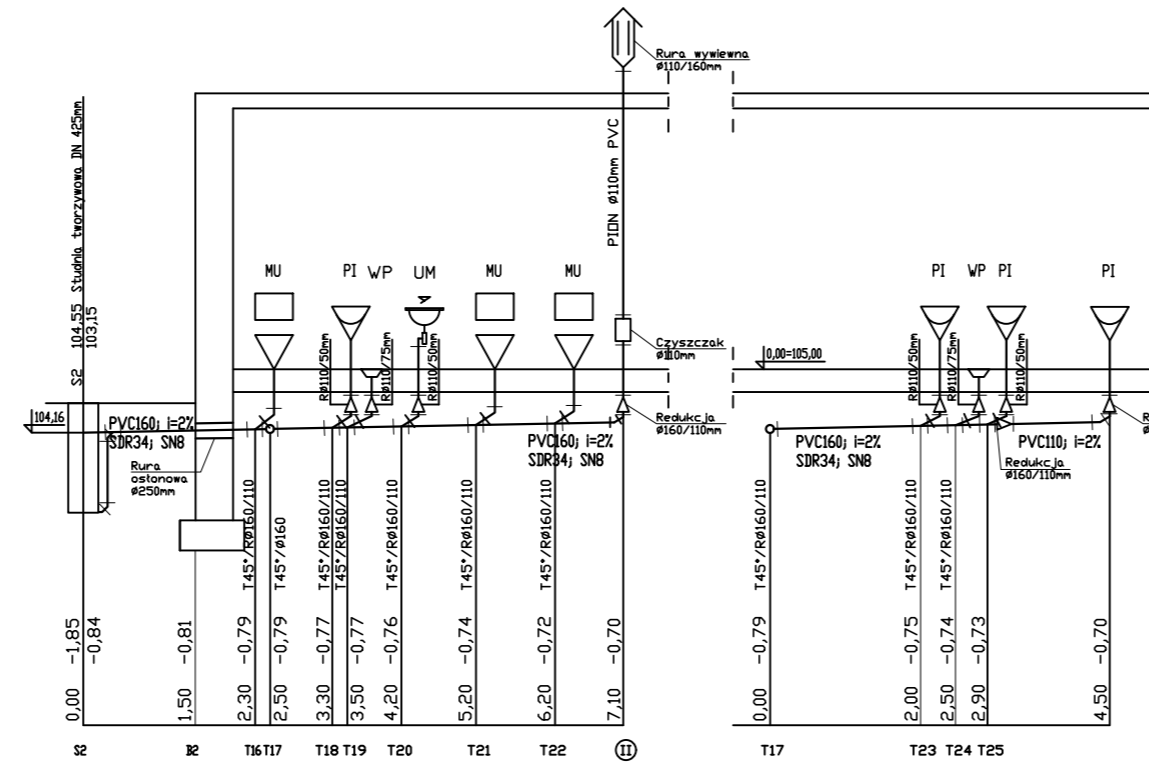 Rura wywiewna
ø110/160mm
S2 104,55 Studnia tworzywowa DN 425mm
103,15
PION ø110mm PVC
MU
PI
WP
UM
MU
MU
PI
WP
PI
PI
Rø110/50mm
Rø110/75mm
Rø110/50mm
Czyszczak
ø110mm
0,00=105,00
Rø110/50mm
Rø110/75mm
104,16
PVC160; i=2%
SDR34; SN8
Rura
osłonowa
ø250mm
PVC160; i=2%
SDR34; SN8
Redukcja
ø160/110mm
PVC160; i=2%
SDR34; SN8
PVC110; i=2%
Redukcja
ø160/110mm
R
T45°/Rø160/110
T45°/ø160
T45°/Rø160/110
T45°/Rø160/110
T45°/Rø160/110
T45°/Rø160/110
T45°/Rø160/110
T45°/Rø160/110
T45°/Rø160/110
T45°/Rø160/110
0,00 -1,85
-0,84
1,50 -0,81
2,30 -0,79
2,50 -0,79
3,30 -0,77
3,50 -0,77
4,20 -0,76
5,20 -0,74
6,20 -0,72
7,10 -0,70
0,00 -0,79
2,00 -0,75
2,50 -0,74
2,90 -0,73
4,50 -0,70
S2 B2 T16 T17 T18 T19 T20 T21 T22 II T17 T23 T24 T25